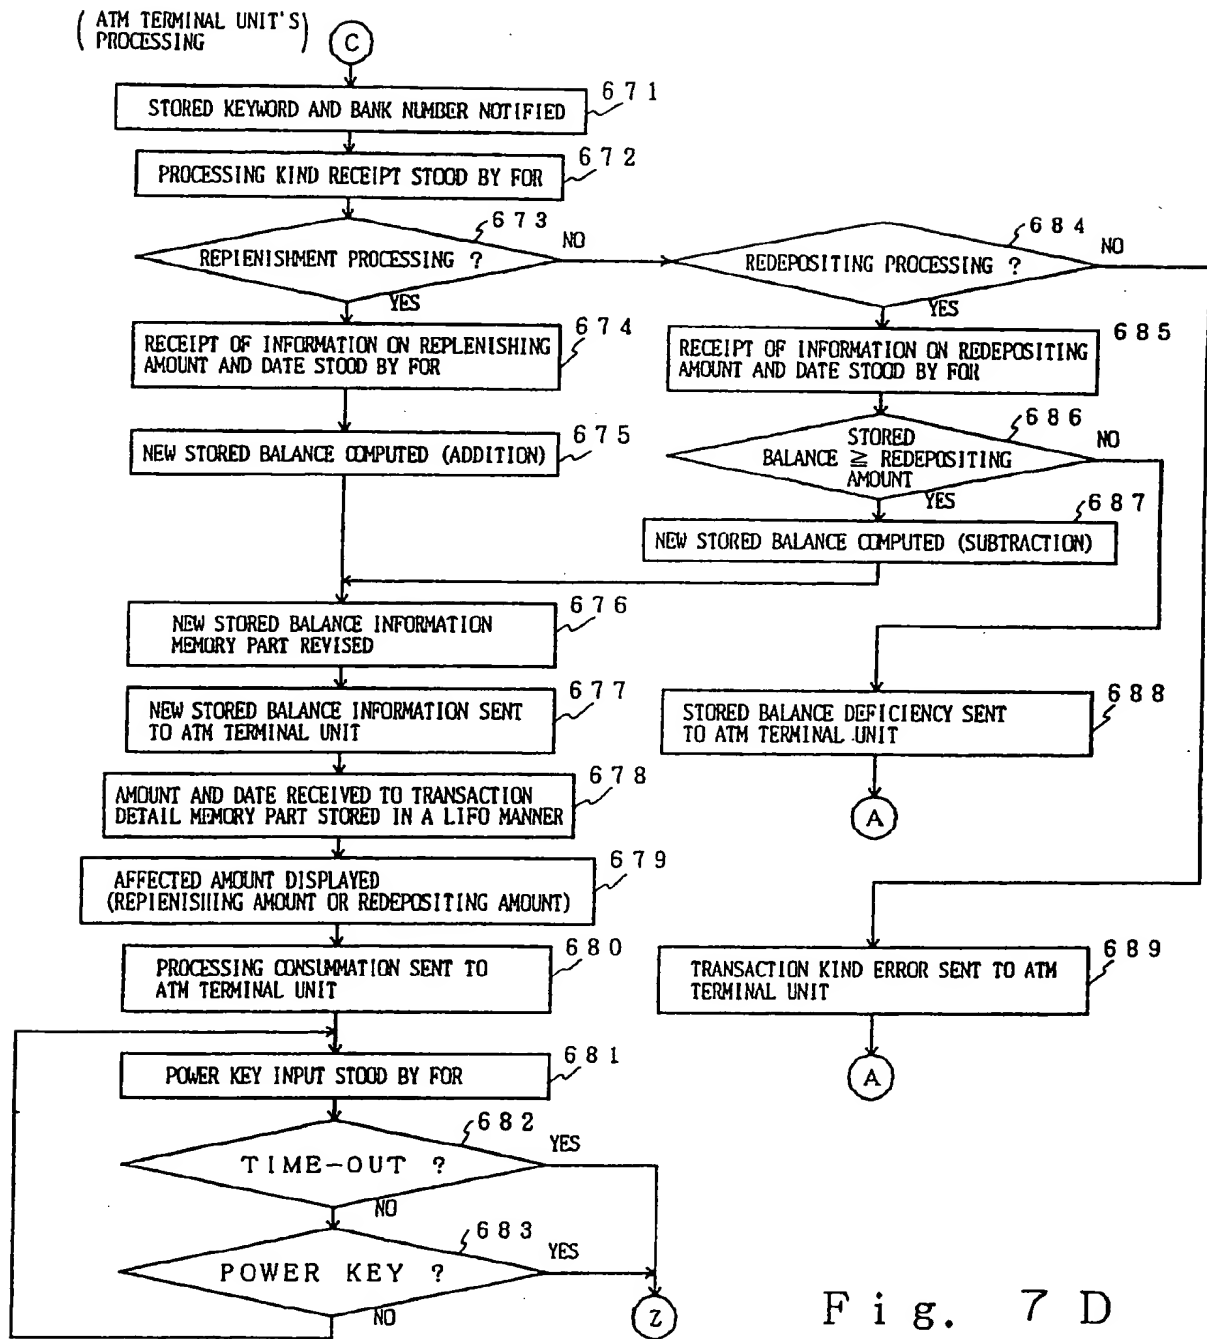 ( ATM TERMINAL UNIT'S )
PROCESSING
C
STORED KEYWORD AND BANK NUMBER NOTIFIED
671
PROCESSING KIND RECEIPT STOOD BY FOR
672
REPLENISHMENT PROCESSING ?
673
NO
YES
REDEPOSITING PROCESSING ?
684
NO
YES
RECEIPT OF INFORMATION ON REPLENISHING
AMOUNT AND DATE STOOD BY FOR
674
RECEIPT OF INFORMATION ON REDEPOSITING
AMOUNT AND DATE STOOD BY FOR
685
NEW STORED BALANCE COMPUTED (ADDITION)
675
STORED
BALANCE ≧ REDEPOSITING
AMOUNT
686
NO
YES
NEW STORED BALANCE COMPUTED (SUBTRACTION)
687
NEW STORED BALANCE INFORMATION
MEMORY PART REVISED
676
NEW STORED BALANCE INFORMATION SENT
TO ATM TERMINAL UNIT
677
STORED BALANCE DEFICIENCY SENT
TO ATM TERMINAL UNIT
688
A
AMOUNT AND DATE RECEIVED TO TRANSACTION
DETAIL MEMORY PART STORED IN A LIFO MANNER
678
AFFECTED AMOUNT DISPLAYED
(REPLENISHING AMOUNT OR REDEPOSITING AMOUNT)
679
PROCESSING CONSUMMATION SENT TO
ATM TERMINAL UNIT
680
TRANSACTION KIND ERROR SENT TO ATM
TERMINAL UNIT
689
A
POWER KEY INPUT STOOD BY FOR
681
TIME-OUT ?
682
YES
NO
POWER KEY ?
683
YES
NO
Z
Fig. 7D